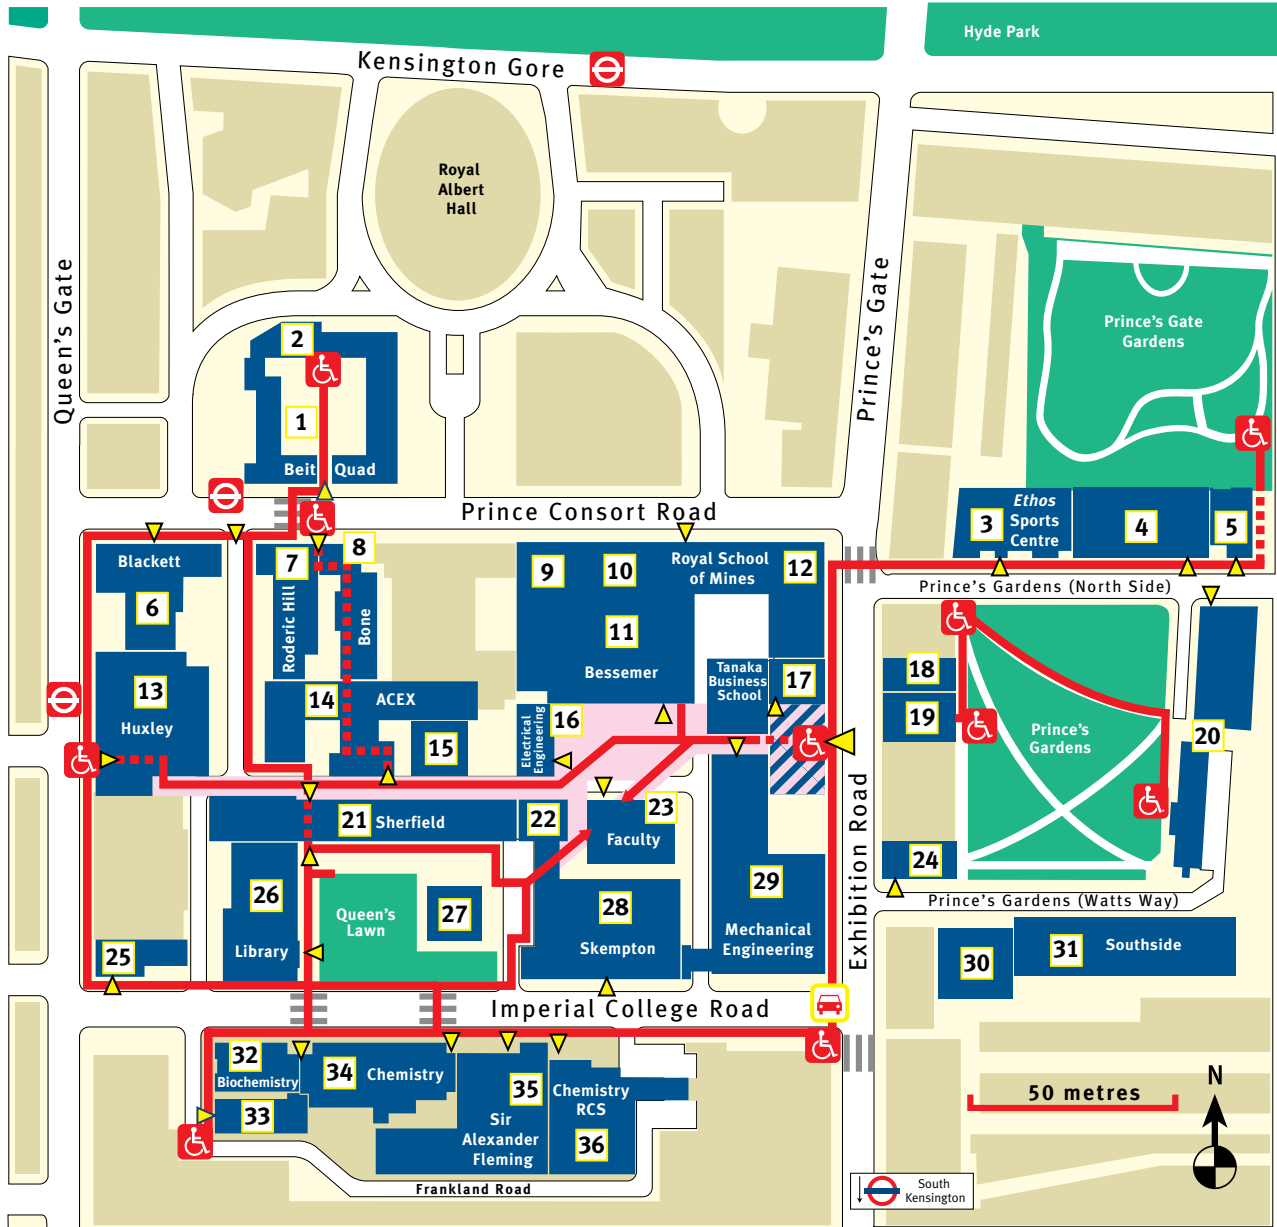 Hyde Park
Kensington Gore
Royal
Albert
Hall
Queen's Gate
Prince's Gate
Prince's Gate
Gardens
2
1
Beit Quad
Prince Consort Road
Ethos
Sports
Centre
3
4
5
Prince's Gardens (North Side)
Blackett
6
7
8
Roderic Hill
Bone
9
10
11
12
Royal School
of Mines
Bessemer
Tanaka
Business
School
17
13
Huxley
14
ACEX
15
Electrical
Engineering
16
18
19
Prince's
Gardens
20
21
Sherfield
22
23
Faculty
Exhibition Road
24
Prince's Gardens (Watts Way)
25
26
Library
Queen's
Lawn
27
28
Skempton
29
Mechanical
Engineering
30
31
Southside
Imperial College Road
32
Biochemistry
33
34
Chemistry
35
Sir
Alexander
Fleming
Chemistry
RCS
36
Frankland Road
50 metres
N
South
Kensington